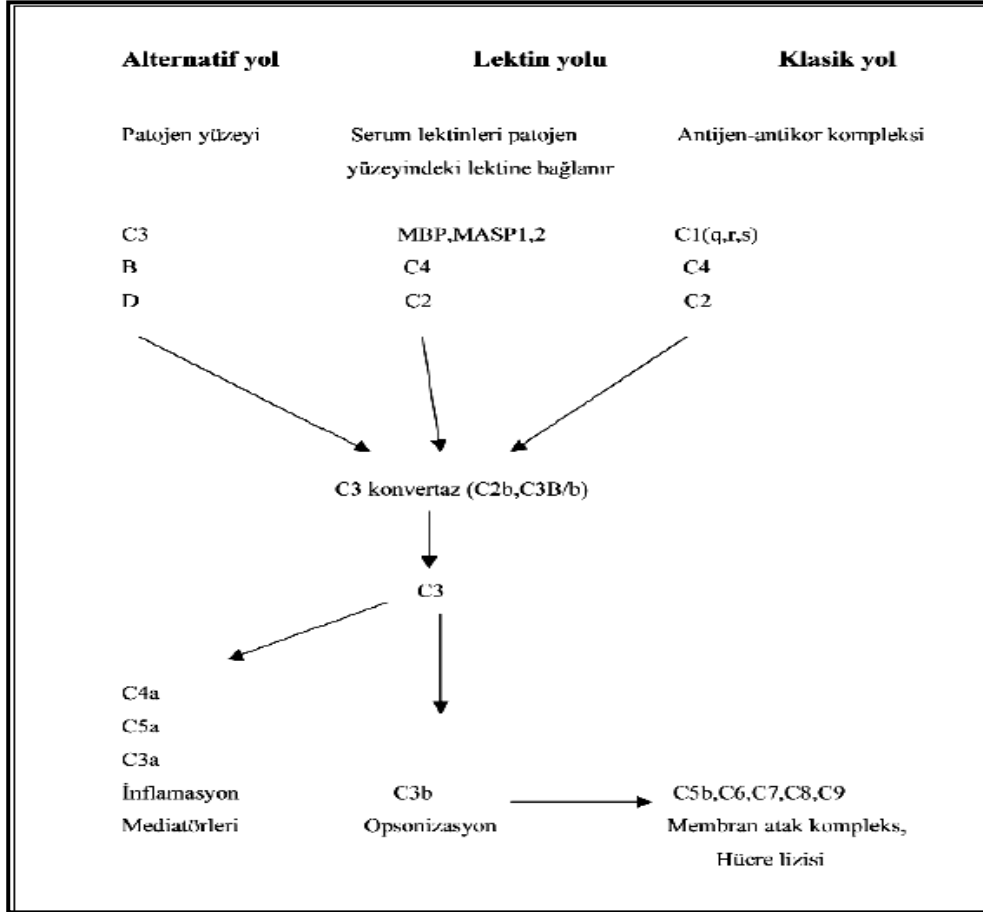 Alternatif yol Lektin yolu Klasik yol
Patojen yüzeyi Serum lektinleri patojen Antijen-antikor kompleksi
yüzeyindeki lektine bağlanır
C3 MBP,MASP1,2 C1(q,r,s)
B C4 C4
D C2 C2
C3 konvertaz (C2b,C3B/b)
C3
C4a
C5a
C3a
İnflamasyon C3b C5b,C6,C7,C8,C9
Mediatörleri Opsonizasyon Membran atak kompleks,
Hücre lizisi